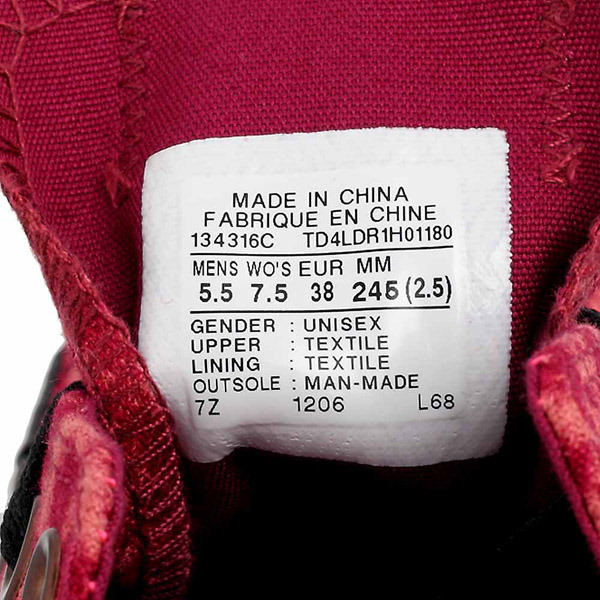 MADE IN CHINA
FABRIQUE EN CHINE
134316C TD4LDR1H01180
MENS WO'S EUR MM
5.5 7.5 38 245 (2.5)
GENDER : UNISEX
UPPER : TEXTILE
LINING : TEXTILE
OUTSOLE : MAN-MADE
7Z 1206 L68